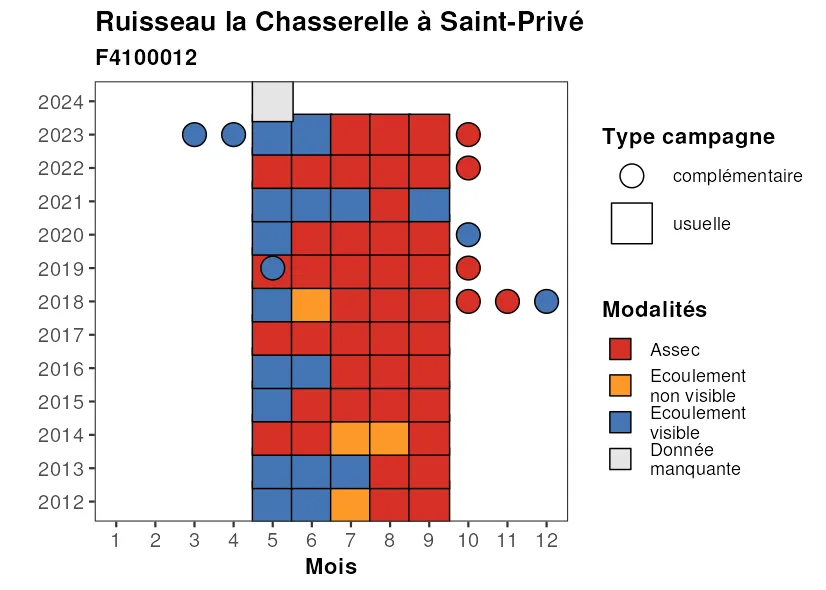 Ruisseau la Chasserelle à Saint-Privé
F4100012
2024
2023
2022
2021
2020
2019
2018
2017
2016
2015
2014
2013
2012
1 2 3 4 5 6 7 8 9 10 11 12
Mois
Type campagne
complémentaire
usuelle
Modalités
Assec
Ecoulement
non visible
Ecoulement
visible
Donnée
manquante